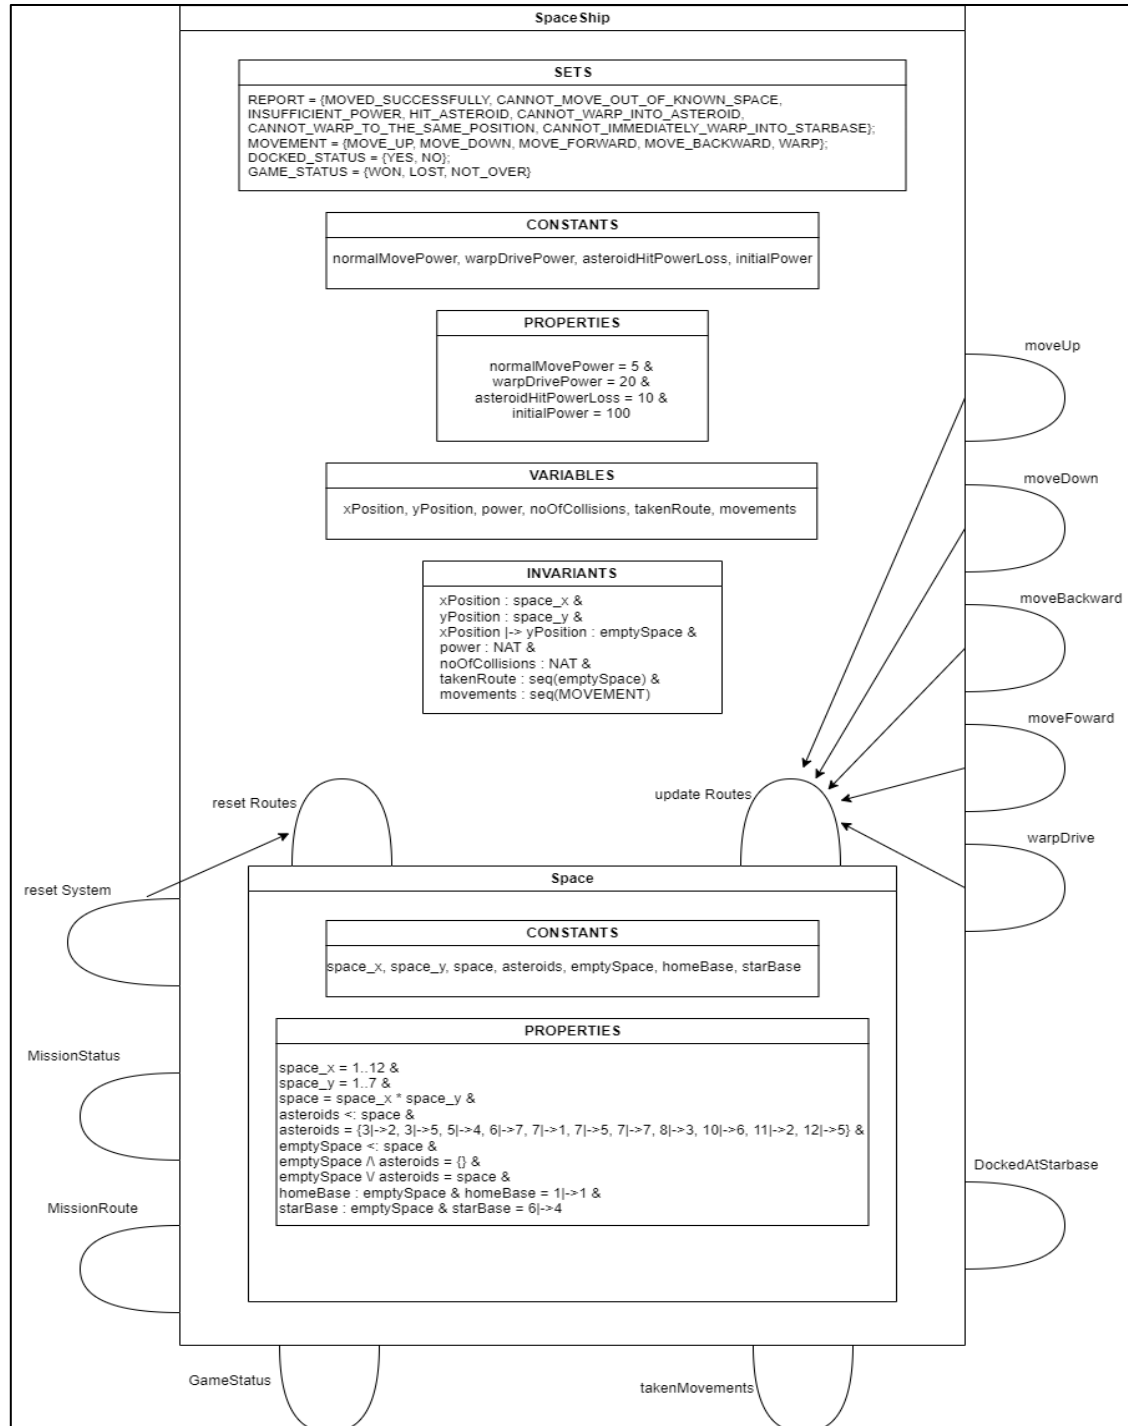 SpaceShip
SETS
REPORT = {MOVED_SUCCESSFULLY, CANNOT_MOVE_OUT_OF_KNOWN_SPACE,
INSUFFICIENT_POWER, HIT_ASTEROID, CANNOT_WARP_INTO_ASTEROID,
CANNOT_WARP_TO_THE_SAME_POSITION, CANNOT_IMMEDIATELY_WARP_INTO_STARBASE};
MOVEMENT = {MOVE_UP, MOVE_DOWN, MOVE_FORWARD, MOVE_BACKWARD, WARP};
DOCKED_STATUS = {YES, NO};
GAME_STATUS = {WON, LOST, NOT_OVER}
CONSTANTS
normalMovePower, warpDrivePower, asteroidHitPowerLoss, initialPower
PROPERTIES
normalMovePower = 5 &
warpDrivePower = 20 &
asteroidHitPowerLoss = 10 &
initialPower = 100
VARIABLES
xPosition, yPosition, power, noOfCollisions, takenRoute, movements
INVARIANTS
xPosition : space_x &
yPosition : space_y &
xPosition |-> yPosition : emptySpace &
power : NAT &
noOfCollisions : NAT &
takenRoute : seq(emptySpace) &
movements : seq(MOVEMENT)
moveUp
moveDown
moveBackward
moveFoward
warpDrive
reset Routes
update Routes
reset System
Space
CONSTANTS
space_x, space_y, space, asteroids, emptySpace, homeBase, starBase
PROPERTIES
space_x = 1..12 &
space_y = 1..7 &
space = space_x * space_y &
asteroids <: space &
asteroids = {3|->2, 3|->5, 5|->4, 6|->7, 7|->1, 7|->5, 7|->7, 8|->3, 10|->6, 11|->2, 12|->5} &
emptySpace <: space &
emptySpace /\ asteroids = {} &
emptySpace \/ asteroids = space &
homeBase : emptySpace & homeBase = 1|->1 &
starBase : emptySpace & starBase = 6|->4
MissionStatus
MissionRoute
DockedAtStarbase
GameStatus
takenMovements